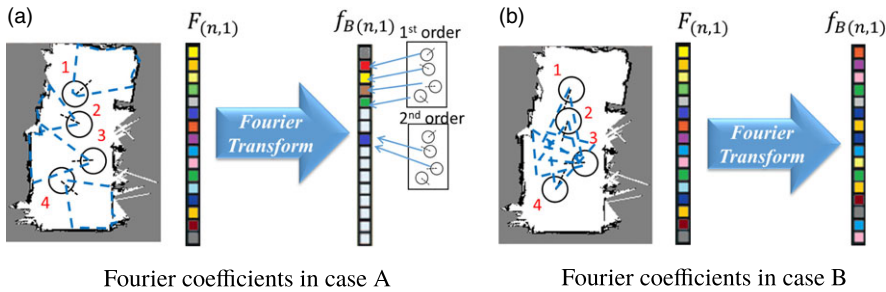 (a)
F(n,1)
fB(n,1)
1st order
1
2
3
4
Fourier
Transform
2nd order
Fourier coefficients in case A
(b)
F(n,1)
fB(n,1)
1
2
3
4
Fourier
Transform
Fourier coefficients in case B